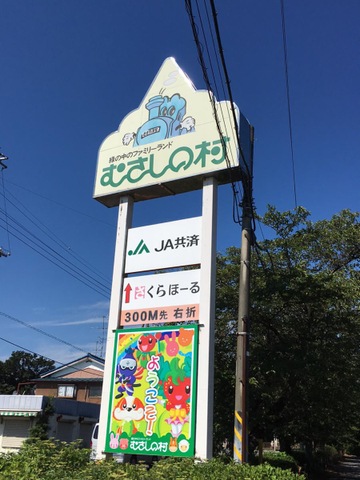 緑の中のファミリーランド
むさしの村
JA共済
さくらほーる
300M先 右折
ようこそ!
むさしの村